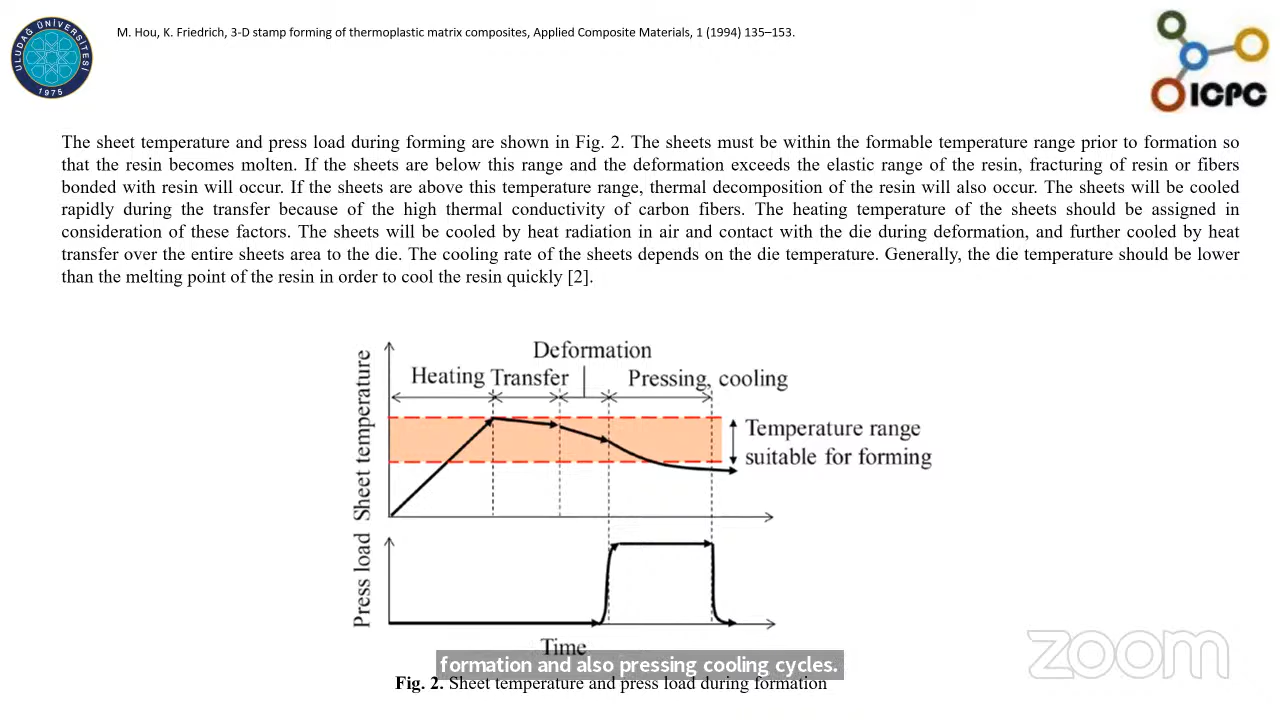 M. Hou, K. Friedrich, 3-D stamp forming of thermoplastic matrix composites, Applied Composite Materials, 1 (1994) 135–153.
ULUDAĞ ÜNİVERSİTESİ
1975
ICPC
The sheet temperature and press load during forming are shown in Fig. 2. The sheets must be within the formable temperature range prior to formation so
that the resin becomes molten. If the sheets are below this range and the deformation exceeds the elastic range of the resin, fracturing of resin or fibers
bonded with resin will occur. If the sheets are above this temperature range, thermal decomposition of the resin will also occur. The sheets will be cooled
rapidly during the transfer because of the high thermal conductivity of carbon fibers. The heating temperature of the sheets should be assigned in
consideration of these factors. The sheets will be cooled by heat radiation in air and contact with the die during deformation, and further cooled by heat
transfer over the entire sheets area to the die. The cooling rate of the sheets depends on the die temperature. Generally, the die temperature should be lower
than the melting point of the resin in order to cool the resin quickly [2].
Deformation
Heating Transfer
Pressing, cooling
Sheet temperature
Temperature range
suitable for forming
Press load
Time
zoom
formation and also pressing cooling cycles.
Fig. 2. Sheet temperature and press load during formation